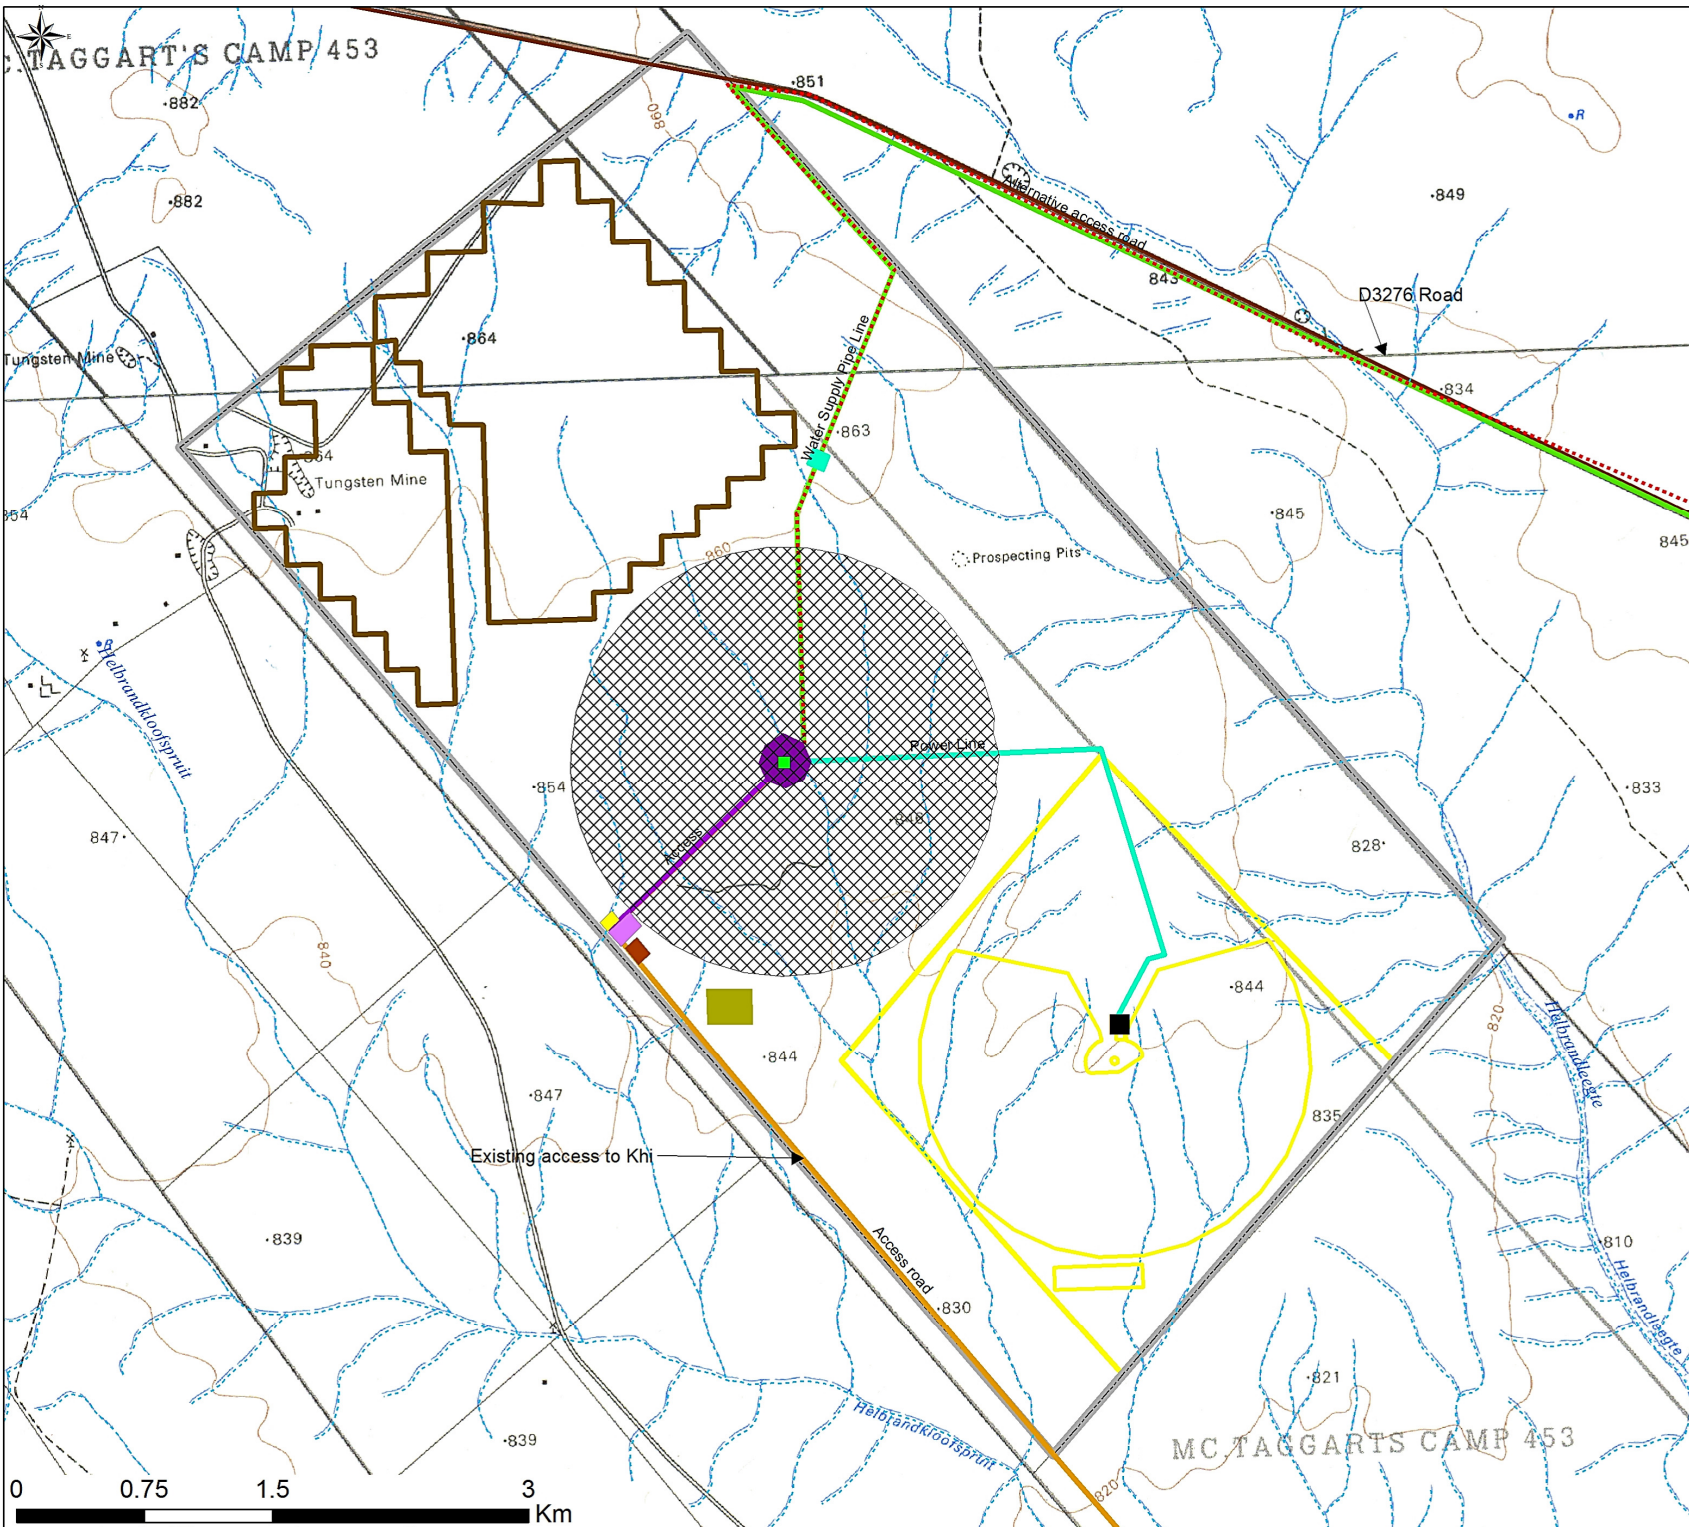 N
E
C.TAGGART'S CAMP 453
882
882
860
851
R
849
Alternative access road
843
D3276 Road
834
864
Tungsten Mine
Water Supply Pipe Line
863
864
Tungsten Mine
854
845
845
860
Prospecting Pits
R
Helbrandkloofspruit
Power Line
854
833
847
846
828
Access
840
844
820
Helbrandleegte
844
847
835
Existing access to Khi
839
Access road
810
830
Helbrandleegte
821
Helbrandkloofspruit
839
MC.TAGGARTS CAMP 453
820
0 0.75 1.5 3
Km